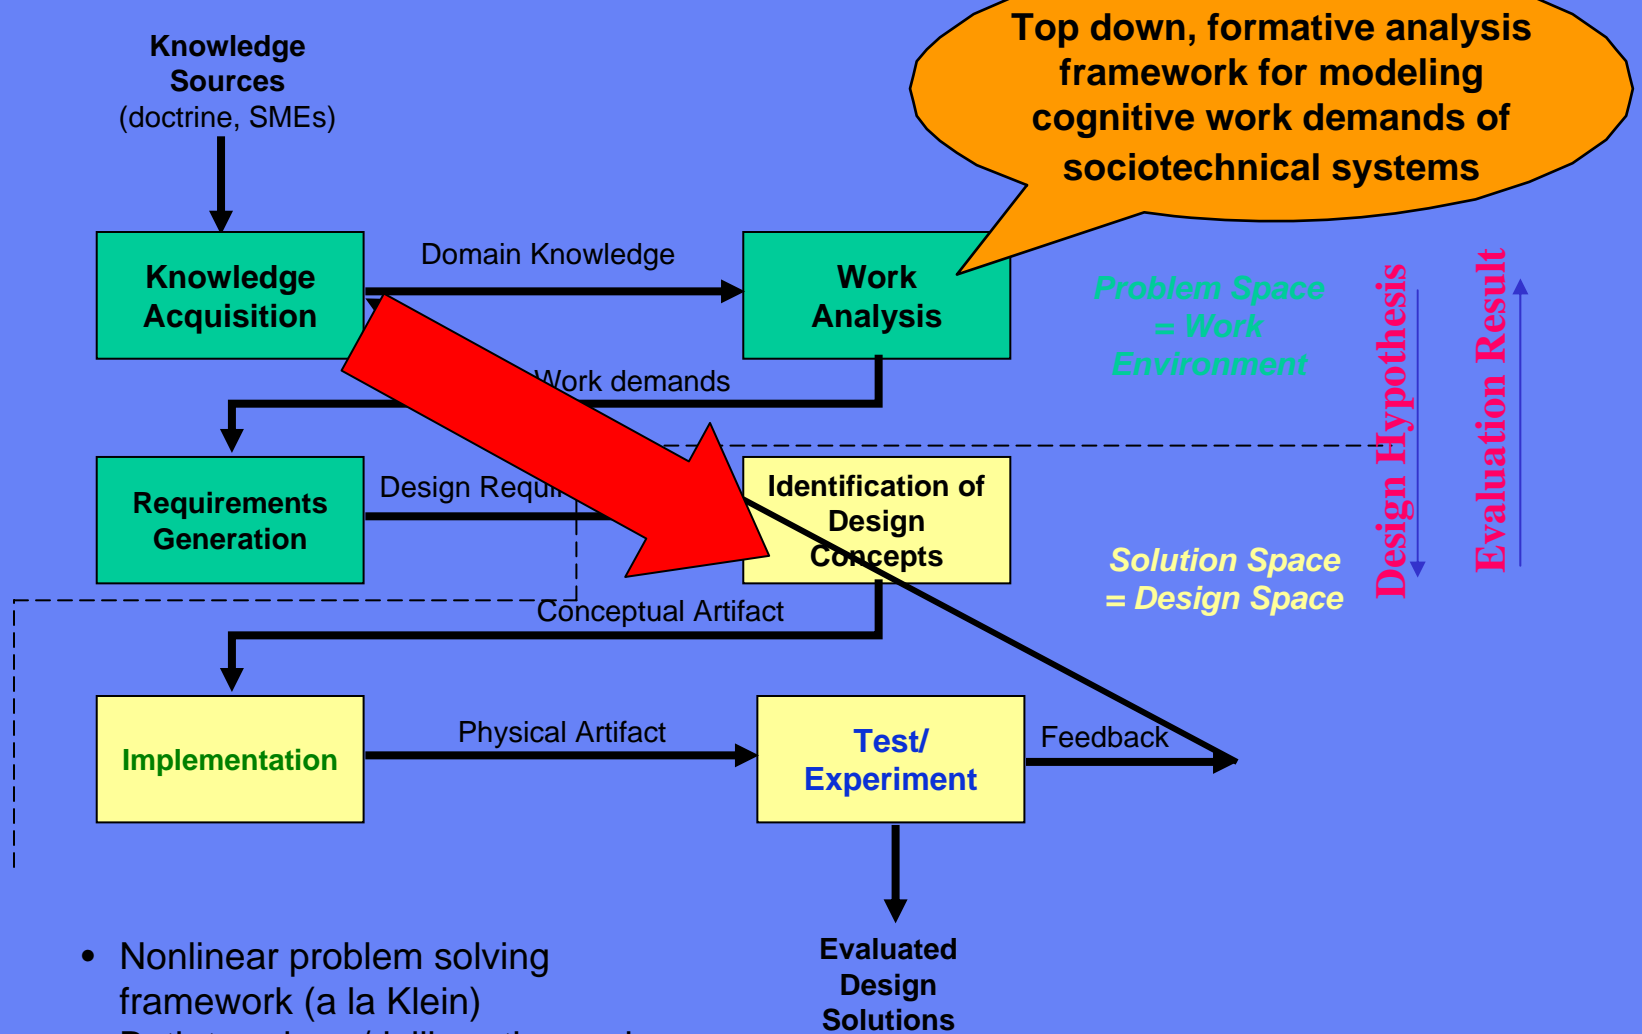 Top down, formative analysis
framework for modeling
cognitive work demands of
sociotechnical systems
Knowledge
Sources
(doctrine, SMEs)
Knowledge
Acquisition
Domain Knowledge
Work
Analysis
Problem Space
= Work
Environment
Design Hypothesis
Evaluation Result
Work demands
Requirements
Generation
Design
Identification of
Design
Concepts
Solution Space
= Design Space
Conceptual Artifact
Implementation
Physical Artifact
Test/
Experiment
Feedback
Evaluated
Design
Solutions
• Nonlinear problem solving
framework (a la Klein)